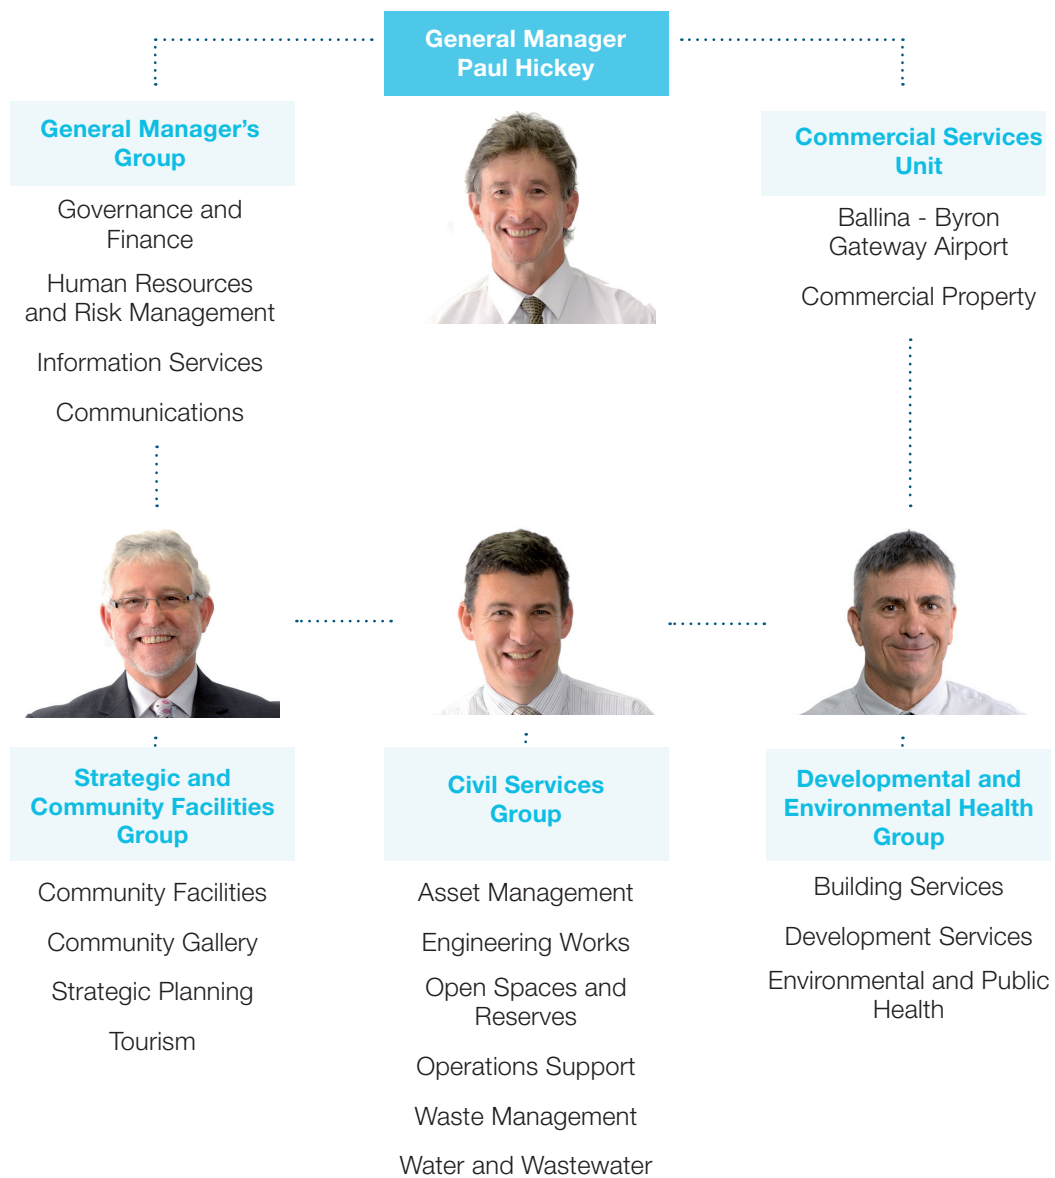 General Manager
Paul Hickey
General Manager's
Group
Governance and
Finance
Human Resources
and Risk Management
Information Services
Communications
Commercial Services
Unit
Ballina - Byron
Gateway Airport
Commercial Property
Strategic and
Community Facilities
Group
Community Facilities
Community Gallery
Strategic Planning
Tourism
Civil Services
Group
Asset Management
Engineering Works
Open Spaces and
Reserves
Operations Support
Waste Management
Water and Wastewater
Developmental and
Environmental Health
Group
Building Services
Development Services
Environmental and Public
Health